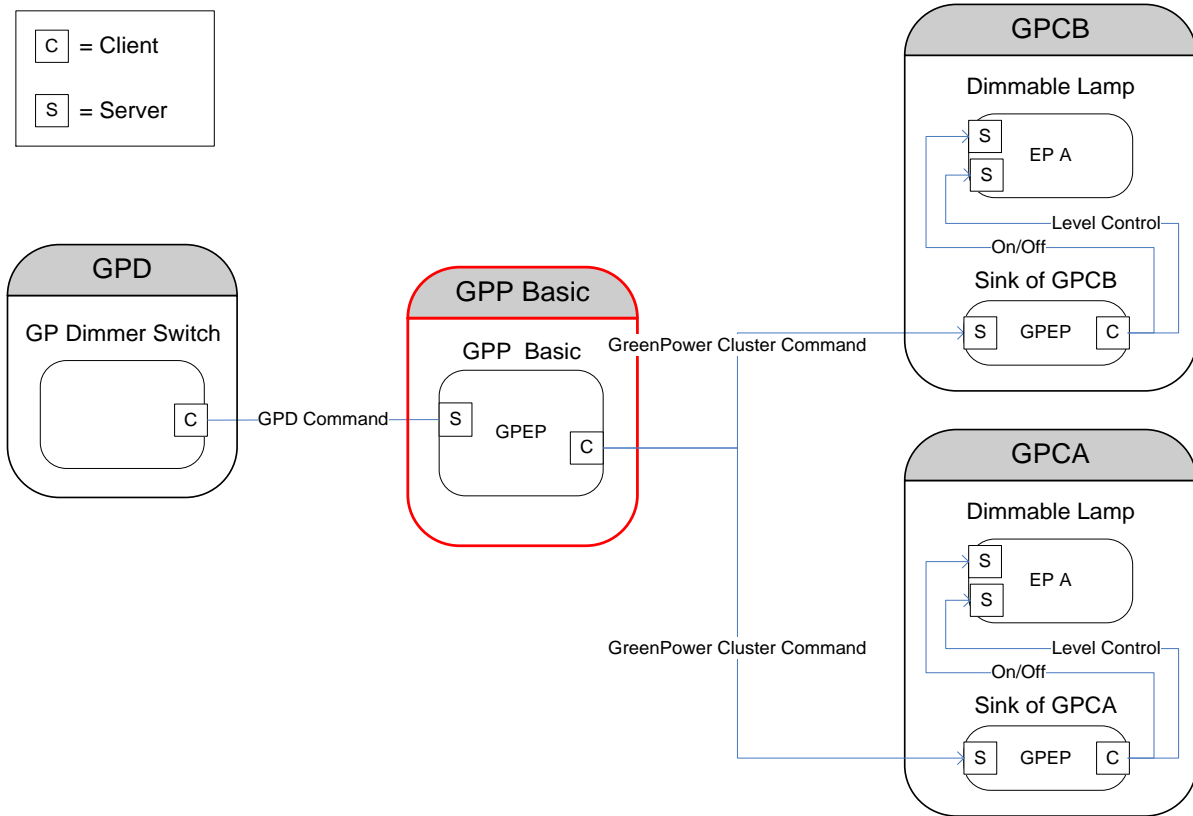 C = Client
S = Server
GPD
GP Dimmer Switch
C
GPD Command
GPP Basic
GPP Basic
S
GPEP
C
GreenPower Cluster Command
GreenPower Cluster Command
GPCB
Dimmable Lamp
S
EP A
S
Level Control
On/Off
Sink of GPCB
S
GPEP
C
GPCA
Dimmable Lamp
S
EP A
S
Level Control
On/Off
Sink of GPCA
S
GPEP
C